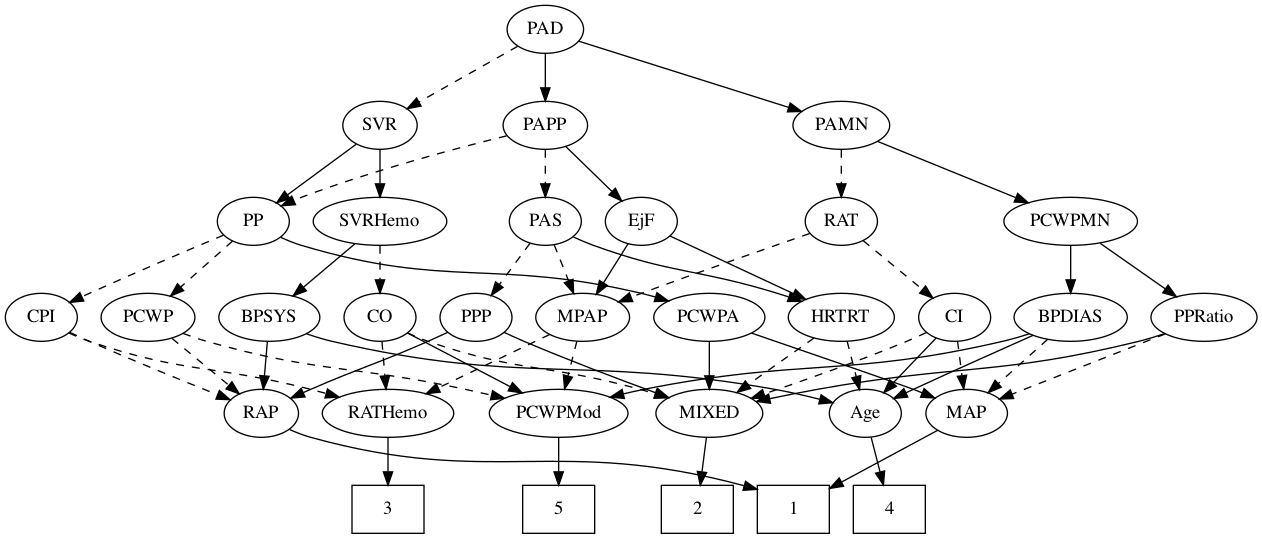 PAD
SVR PAPP PAMN
PP SVRHemo PAS EjF RAT PCWPMN
CPI PCWP BPSYS CO PPP MPAP PCWPA HRTRT CI BPDIAS PPRatio
RAP RATHemo PCWPMod MIXED Age MAP
3 5 2 1 4